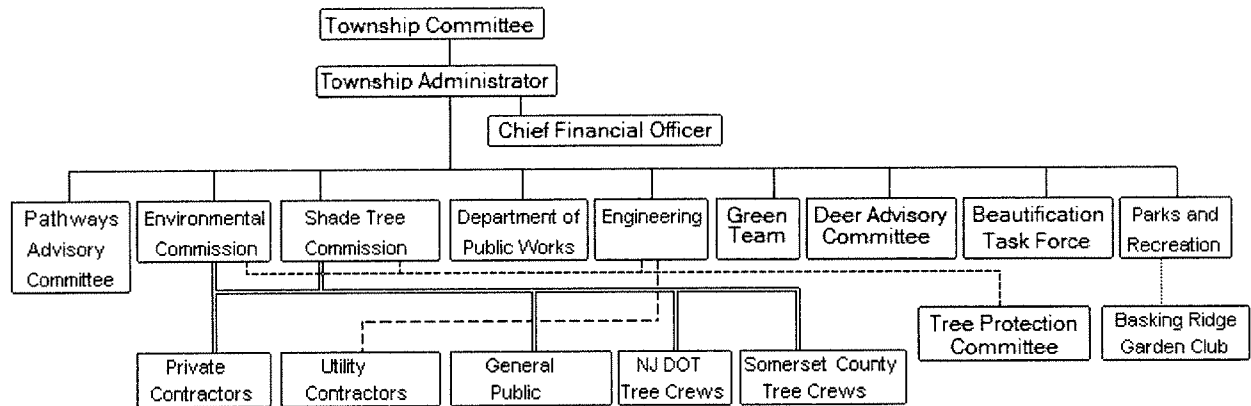 Township Committee
Township Administrator
Chief Financial Officer
Pathways
Advisory
Committee
Environmental
Commission
Shade Tree
Commission
Department of
Public Works
Engineering
Green
Team
Deer Advisory
Committee
Beautification
Task Force
Parks and
Recreation
Tree Protection
Committee
Basking Ridge
Garden Club
Private
Contractors
Utility
Contractors
General
Public
NJ DOT
Tree Crews
Somerset County
Tree Crews